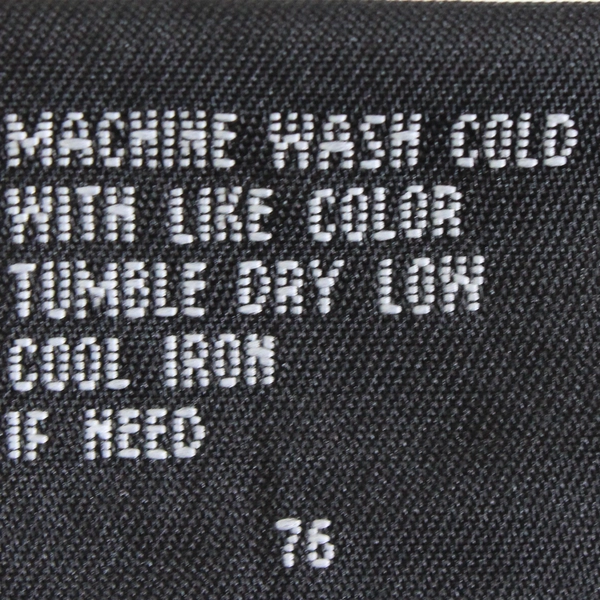 MACHINE WASH COLD
WITH LIKE COLOR
TUMBLE DRY LOW
COOL IRON
IF NEED
76